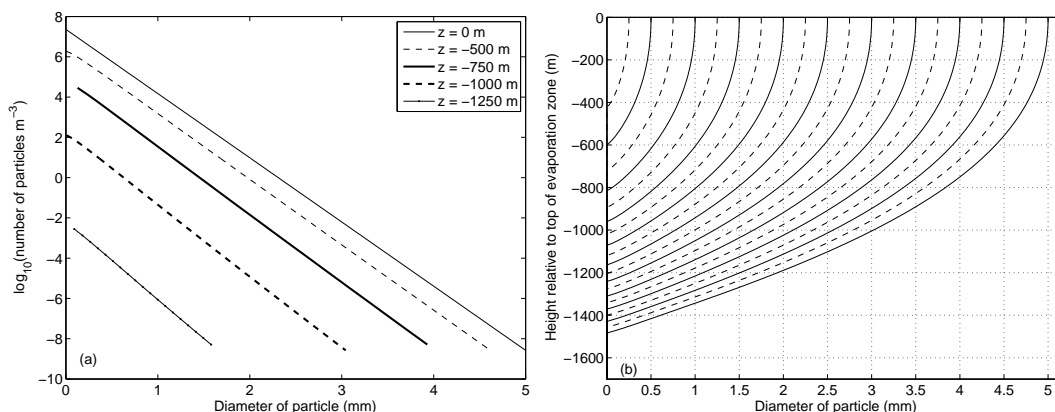 8
6
4
2
0
−2
−4
−6
−8
−10
log10(number of particles m−3)
z = 0 m
z = −500 m
z = −750 m
z = −1000 m
z = −1250 m
(a)
0 1 2 3 4 5
Diameter of particle (mm)
0
−200
−400
−600
−800
−1000
−1200
−1400
−1600
Height relative to top of evaporation zone (m)
(b)
0 0.5 1 1.5 2 2.5 3 3.5 4 4.5 5
Diameter of particle (mm)